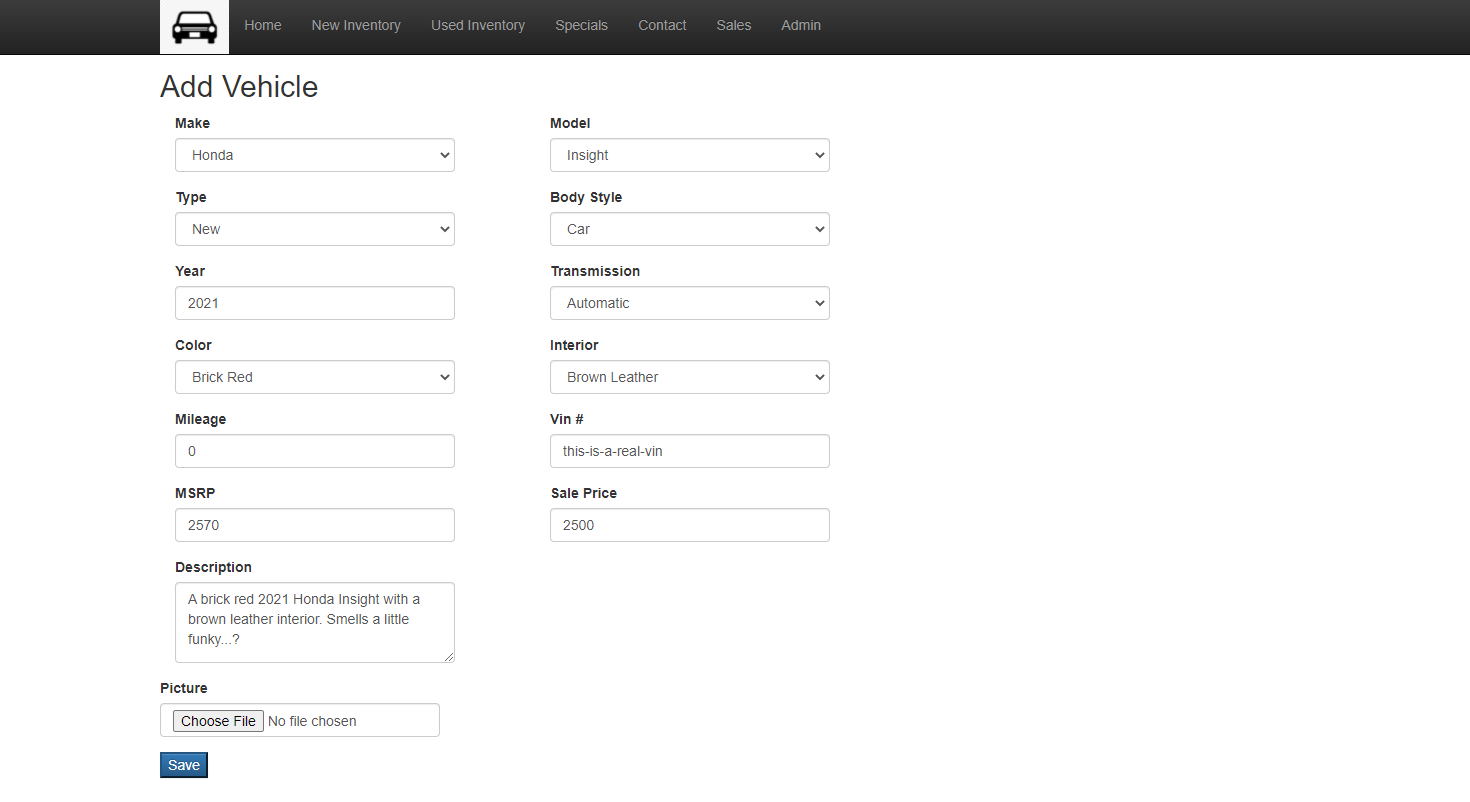 Home New Inventory Used Inventory Specials Contact Sales Admin
Add Vehicle
Make Model
Honda Insight
Type Body Style
New Car
Year Transmission
2021 Automatic
Color Interior
Brick Red Brown Leather
Mileage Vin #
0 this-is-a-real-vin
MSRP Sale Price
2570 2500
Description
A brick red 2021 Honda Insight with a
brown leather interior. Smells a little
funky...?
Picture
Choose File No file chosen
Save